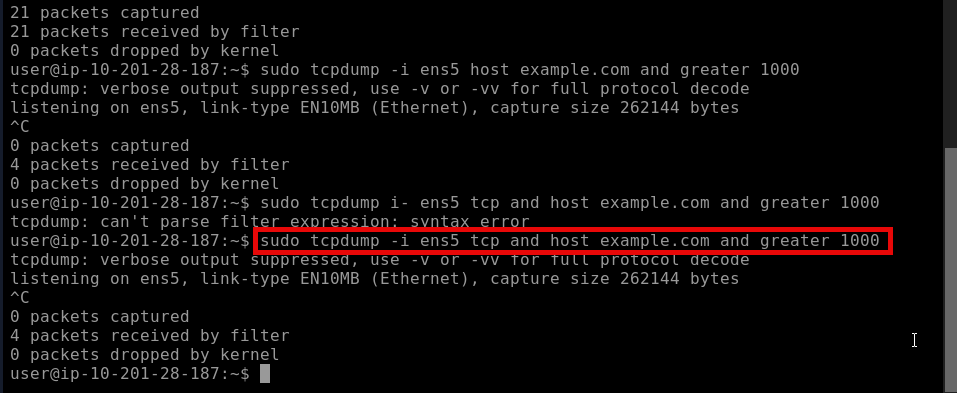 21 packets captured
21 packets received by filter
0 packets dropped by kernel
user@ip-10-201-28-187:~$ sudo tcpdump -i ens5 host example.com and greater 1000
tcpdump: verbose output suppressed, use -v or -vv for full protocol decode
listening on ens5, link-type EN10MB (Ethernet), capture size 262144 bytes
^C
0 packets captured
4 packets received by filter
0 packets dropped by kernel
user@ip-10-201-28-187:~$ sudo tcpdump i- ens5 tcp and host example.com and greater 1000
tcpdump: can't parse filter expression: syntax error
user@ip-10-201-28-187:~$ sudo tcpdump -i ens5 tcp and host example.com and greater 1000
tcpdump: verbose output suppressed, use -v or -vv for full protocol decode
listening on ens5, link-type EN10MB (Ethernet), capture size 262144 bytes
^C
0 packets captured
4 packets received by filter
0 packets dropped by kernel
user@ip-10-201-28-187:~$